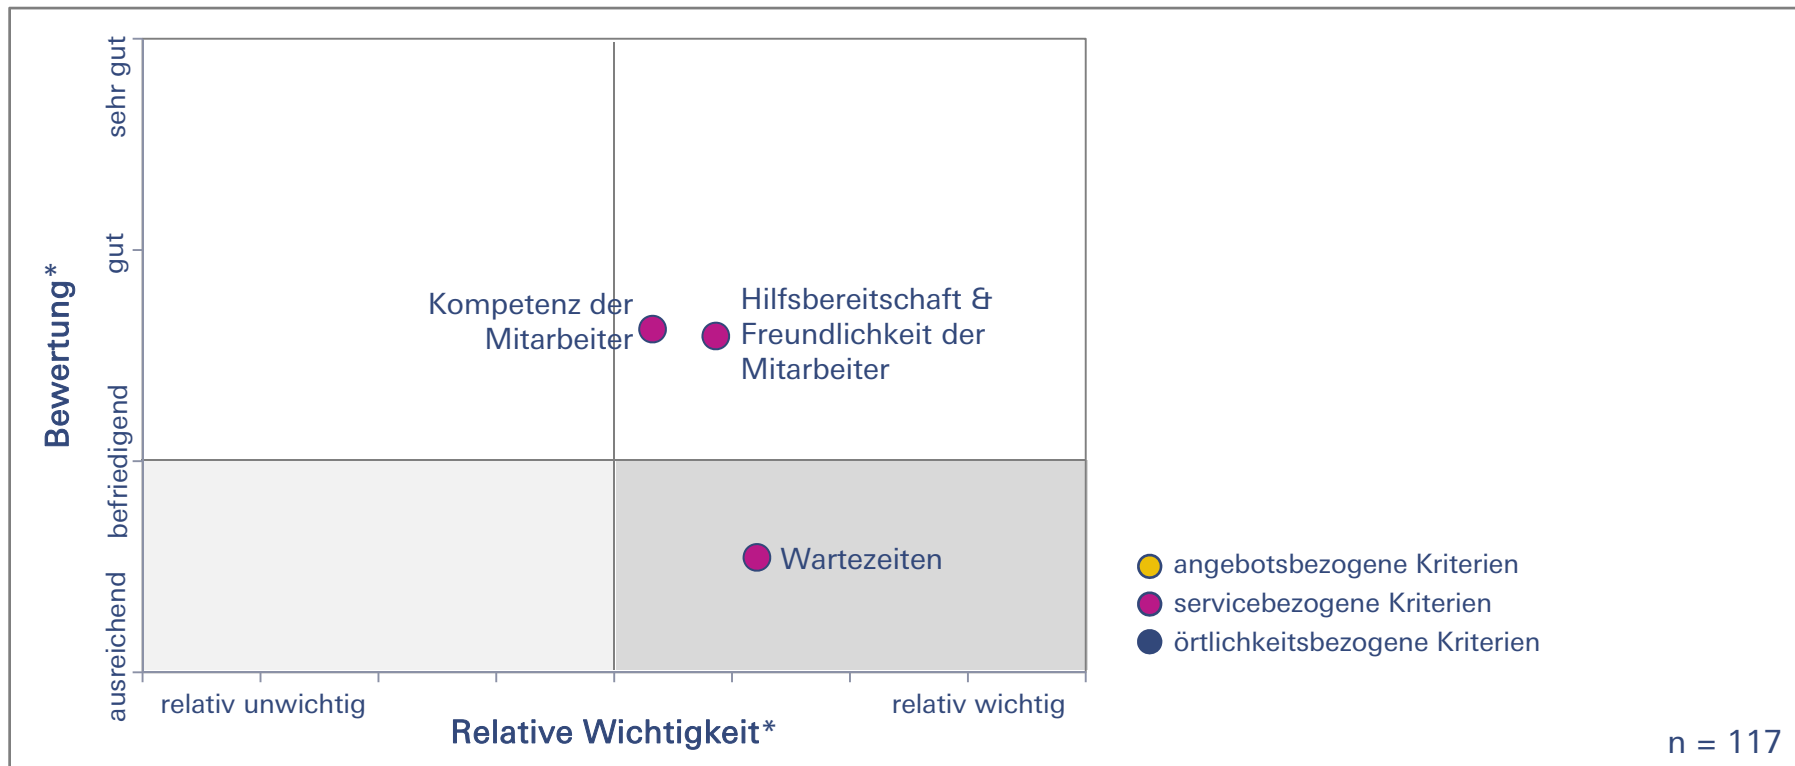 sehr gut
gut
befriedigend
ausreichend
Bewertung*
Kompetenz der
Mitarbeiter
Hilfsbereitschaft &
Freundlichkeit der
Mitarbeiter
Wartezeiten
relativ unwichtig
relativ wichtig
Relative Wichtigkeit*
angebotsbezogene Kriterien
servicebezogene Kriterien
örtlichkeitsbezogene Kriterien
n = 117